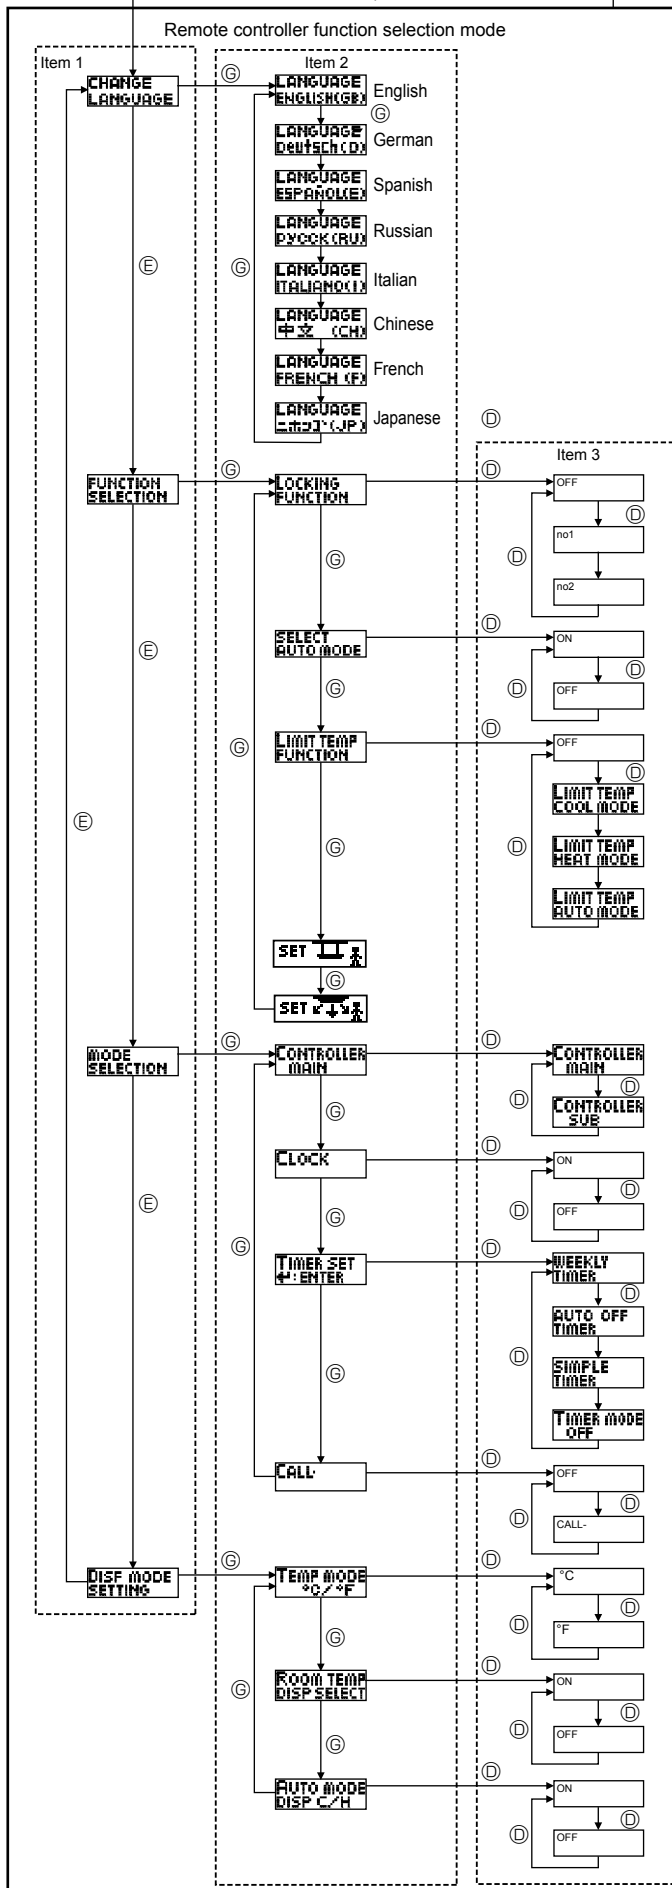 Remote controller function selection mode
Item 1
Item 2
CHANGE
LANGUAGE
Ⓖ
LANGUAGE
ENGLISH(GB)
English
Ⓖ
LANGUAGE
Deutsch(D)
German
LANGUAGE
ESPAÑOL(E)
Spanish
LANGUAGE
РУССК(RU)
Russian
Ⓔ
Ⓖ
LANGUAGE
ITALIANO(I)
Italian
LANGUAGE
中文 (CH)
Chinese
LANGUAGE
FRENCH (F)
French
LANGUAGE
ニホンゴ(JP)
Japanese
Ⓓ
Item 3
FUNCTION
SELECTION
Ⓖ
LOCKING
FUNCTION
Ⓓ
OFF
Ⓓ
no1
Ⓓ
Ⓖ
no2
SELECT
AUTO MODE
Ⓓ
ON
Ⓔ
Ⓓ
Ⓖ
Ⓓ
OFF
LIMIT TEMP
FUNCTION
Ⓓ
OFF
Ⓖ
Ⓓ
LIMIT TEMP
COOL MODE
Ⓔ
Ⓖ
Ⓓ
LIMIT TEMP
HEAT MODE
LIMIT TEMP
AUTO MODE
SET
Ⓖ
SET
MODE
SELECTION
Ⓖ
CONTROLLER
MAIN
Ⓓ
CONTROLLER
MAIN
Ⓓ
Ⓖ
Ⓓ
CONTROLLER
SUB
CLOCK
Ⓓ
ON
Ⓔ
Ⓓ
Ⓖ
Ⓓ
OFF
Ⓖ
TIMER SET
↵:ENTER
Ⓓ
WEEKLY
TIMER
Ⓓ
AUTO OFF
TIMER
Ⓓ
Ⓖ
SIMPLE
TIMER
TIMER MODE
OFF
CALL-
Ⓓ
OFF
Ⓓ
Ⓓ
CALL-
DISP MODE
SETTING
Ⓖ
TEMP MODE
°C/°F
Ⓓ
°C
Ⓓ
Ⓖ
Ⓓ
°F
ROOM TEMP
DISP SELECT
Ⓓ
ON
Ⓖ
Ⓓ
Ⓖ
Ⓓ
OFF
AUTO MODE
DISP C/H
Ⓓ
ON
Ⓓ
Ⓓ
OFF